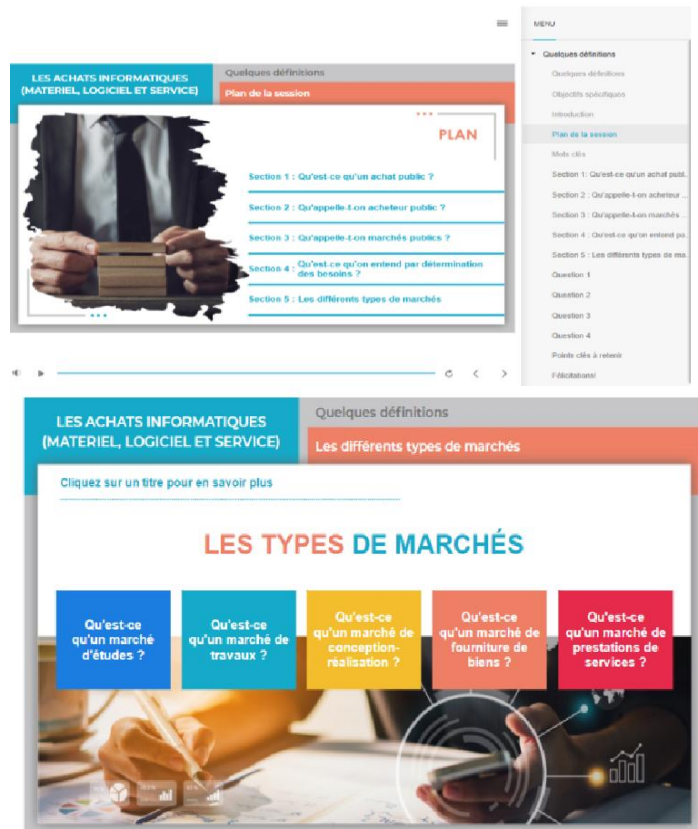 MENU
Quelques définitions
Quelques définitions
Objectifs spécifiques
Introduction
Plan de la session
Mots clés
Section 1: Qu'est-ce qu'un achat publ...
Section 2 : Qu'appelle-t-on acheteur ...
Section 3 : Qu'appelle-t-on marchés ...
Section 4 : Qu'est-ce qu'on entend pa...
Section 5 : Les différents types de ma...
Question 1
Question 2
Question 3
Question 4
Points clés à retenir
Félicitations!
LES ACHATS INFORMATIQUES
(MATERIEL, LOGICIEL ET SERVICE)
Quelques définitions
Plan de la session
PLAN
Section 1 : Qu'est-ce qu'un achat public ?
Section 2 : Qu'appelle-t-on acheteur public ?
Section 3 : Qu'appelle-t-on marchés publics ?
Section 4 : Qu'est-ce qu'on entend par détermination
des besoins ?
Section 5 : Les différents types de marchés
LES ACHATS INFORMATIQUES
(MATERIEL, LOGICIEL ET SERVICE)
Quelques définitions
Les différents types de marchés
Cliquez sur un titre pour en savoir plus
LES TYPES DE MARCHÉS
Qu'est-ce
qu'un marché
d'études ?
Qu'est-ce
qu'un marché de
travaux ?
Qu'est-ce
qu'un marché de
conception-
réalisation ?
Qu'est-ce
qu'un marché de
fourniture de
biens ?
Qu'est-ce
qu'un marché de
prestations de
services ?